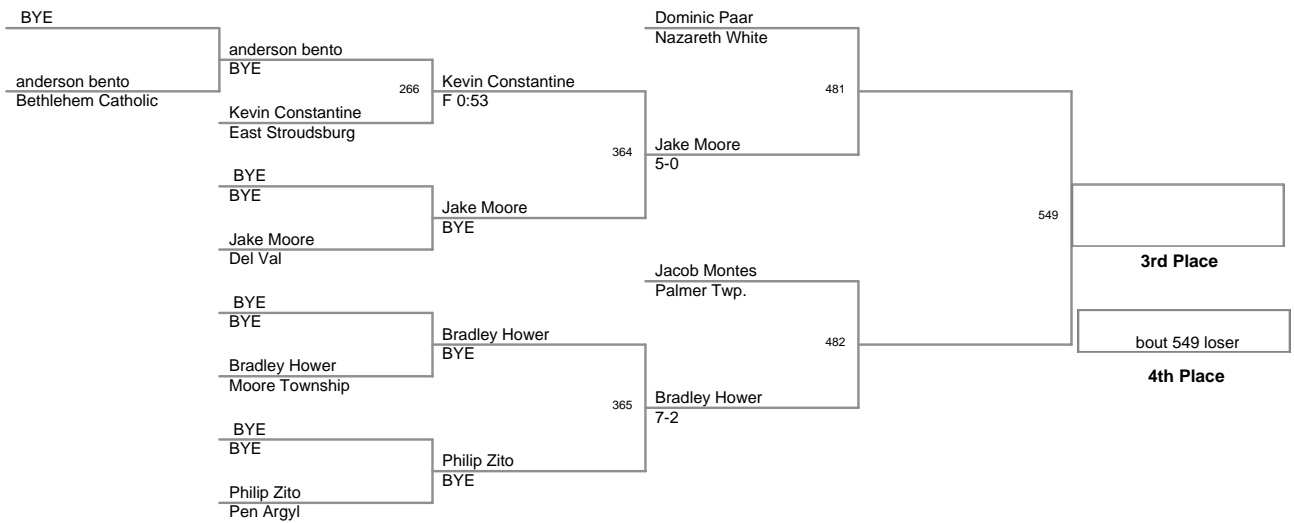 BYE
anderson bento
Bethlehem Catholic
anderson bento
BYE
266
Kevin Constantine
East Stroudsburg
BYE
BYE
Jake Moore
Del Val
BYE
BYE
Bradley Hower
Moore Township
BYE
BYE
Philip Zito
Pen Argyl
Kevin Constantine
F 0:53
364
Jake Moore
BYE
Bradley Hower
BYE
365
Philip Zito
BYE
Dominic Paar
Nazareth White
481
Jake Moore
5-0
Jacob Montes
Palmer Twp.
482
Bradley Hower
7-2
549
3rd Place
bout 549 loser
4th Place